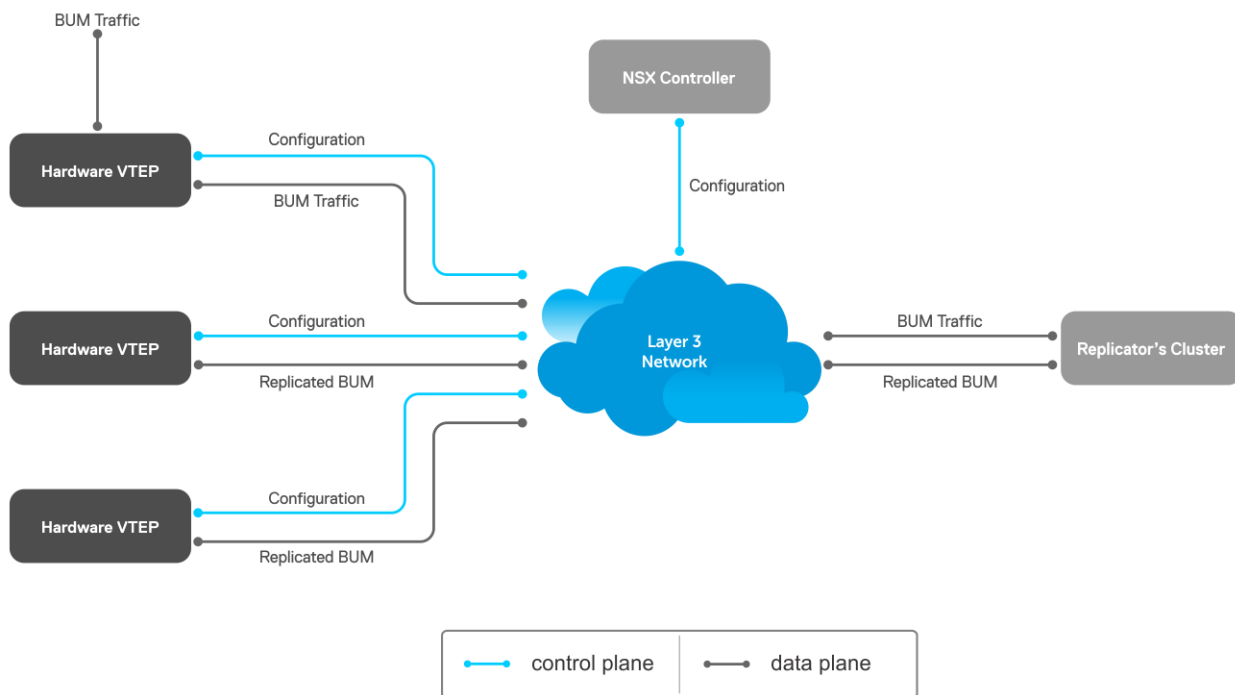 BUM Traffic
NSX Controller
Hardware VTEP
Configuration
BUM Traffic
Configuration
Hardware VTEP
Configuration
Replicated BUM
Layer 3
Network
BUM Traffic
Replicated BUM
Replicator's Cluster
Hardware VTEP
Configuration
Replicated BUM
control plane
data plane